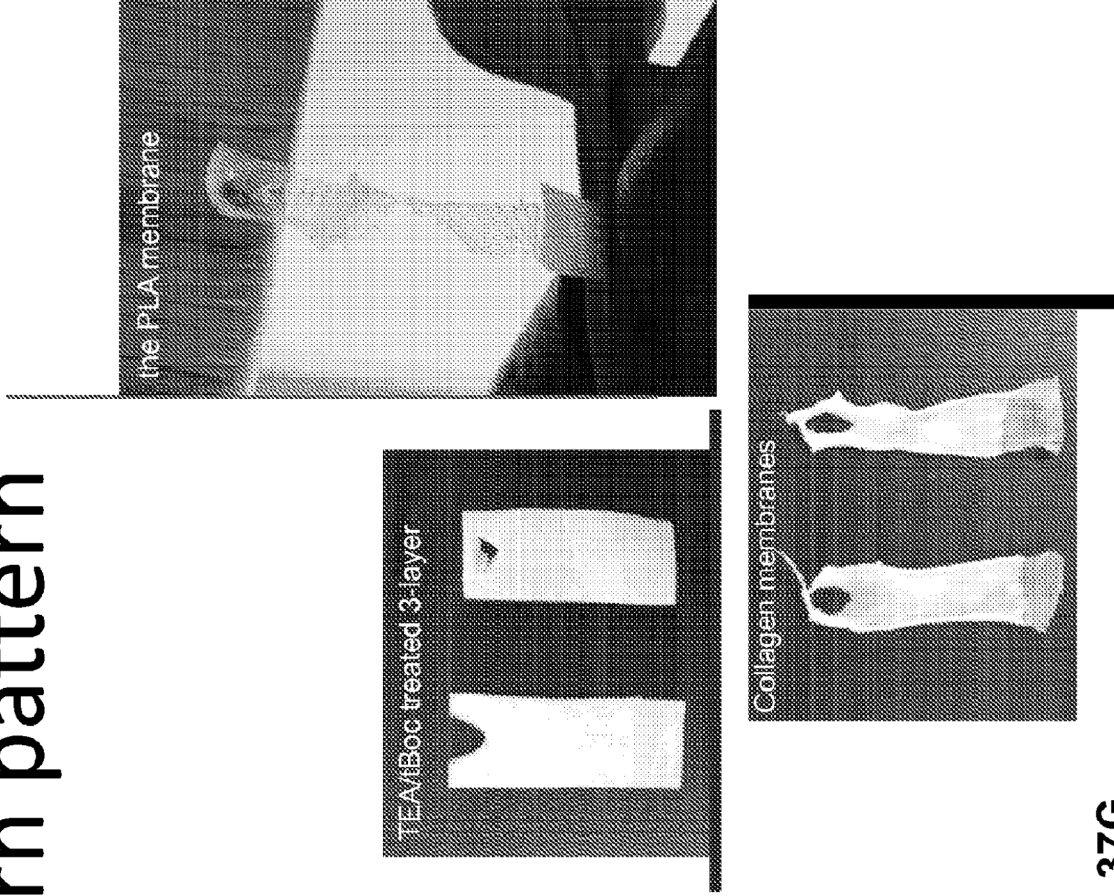 rn pattern
the PLA membrane
TEA/tBoc treated 3-layer
Collagen membranes
37G